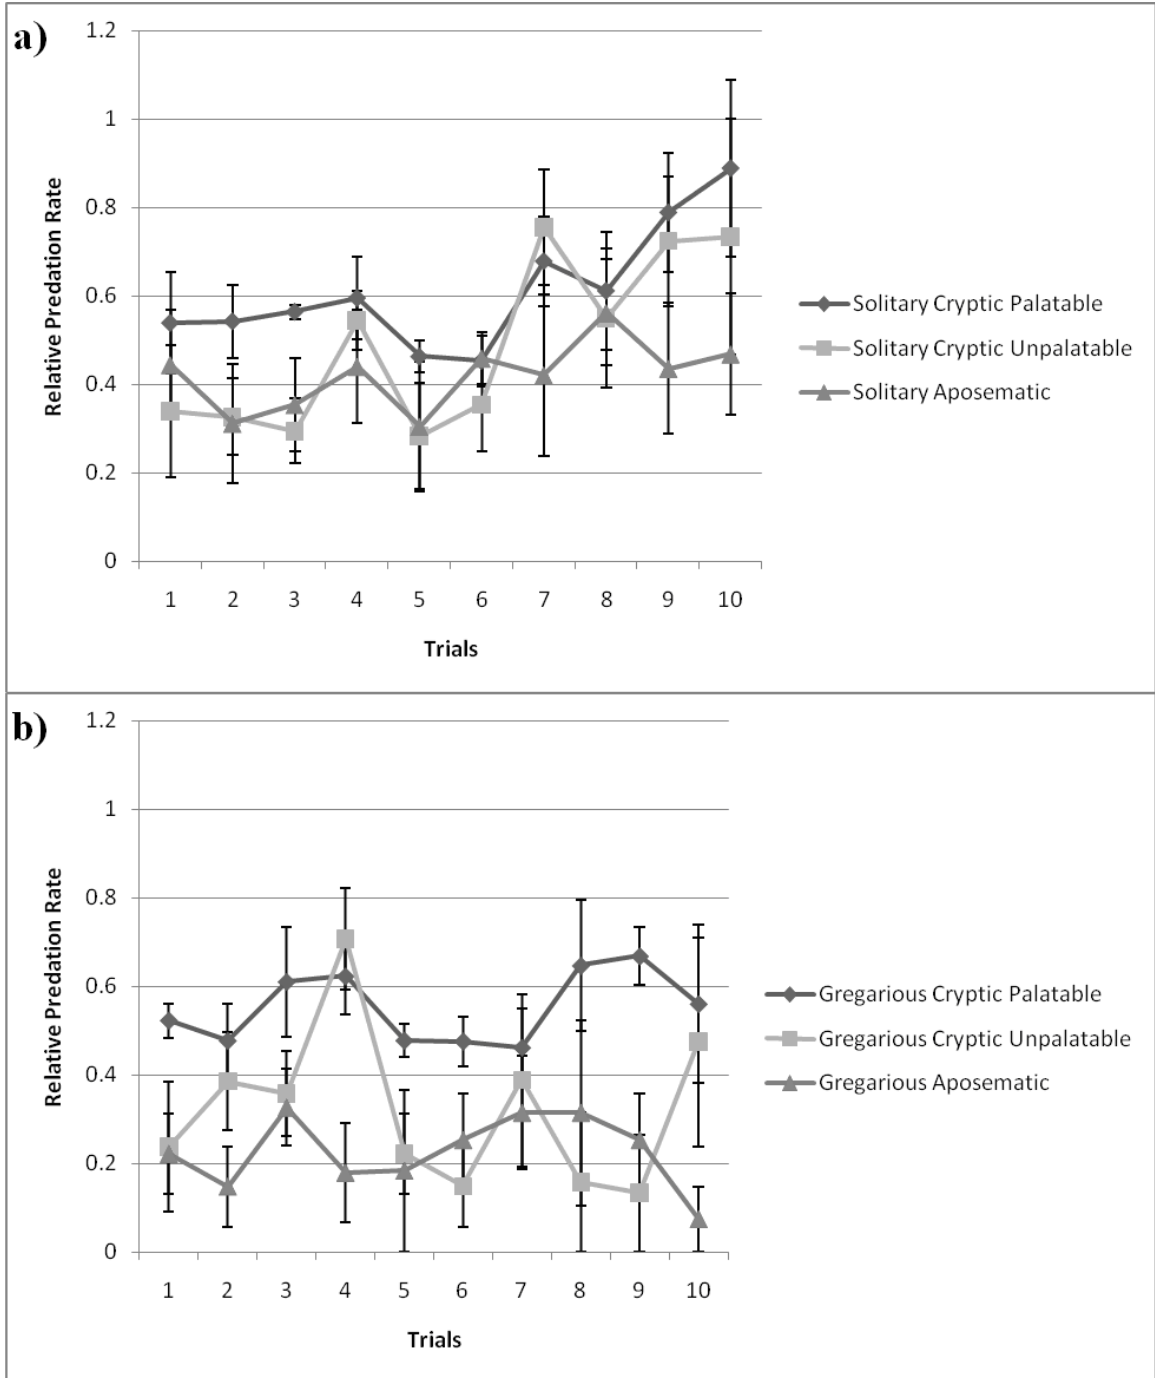 a)
1.2
1
0.8
0.6
0.4
0.2
0
Relative Predation Rate
1 2 3 4 5 6 7 8 9 10
Trials
Solitary Cryptic Palatable
Solitary Cryptic Unpalatable
Solitary Aposematic
b)
1.2
1
0.8
0.6
0.4
0.2
0
Relative Predation Rate
1 2 3 4 5 6 7 8 9 10
Trials
Gregarious Cryptic Palatable
Gregarious Cryptic Unpalatable
Gregarious Aposematic